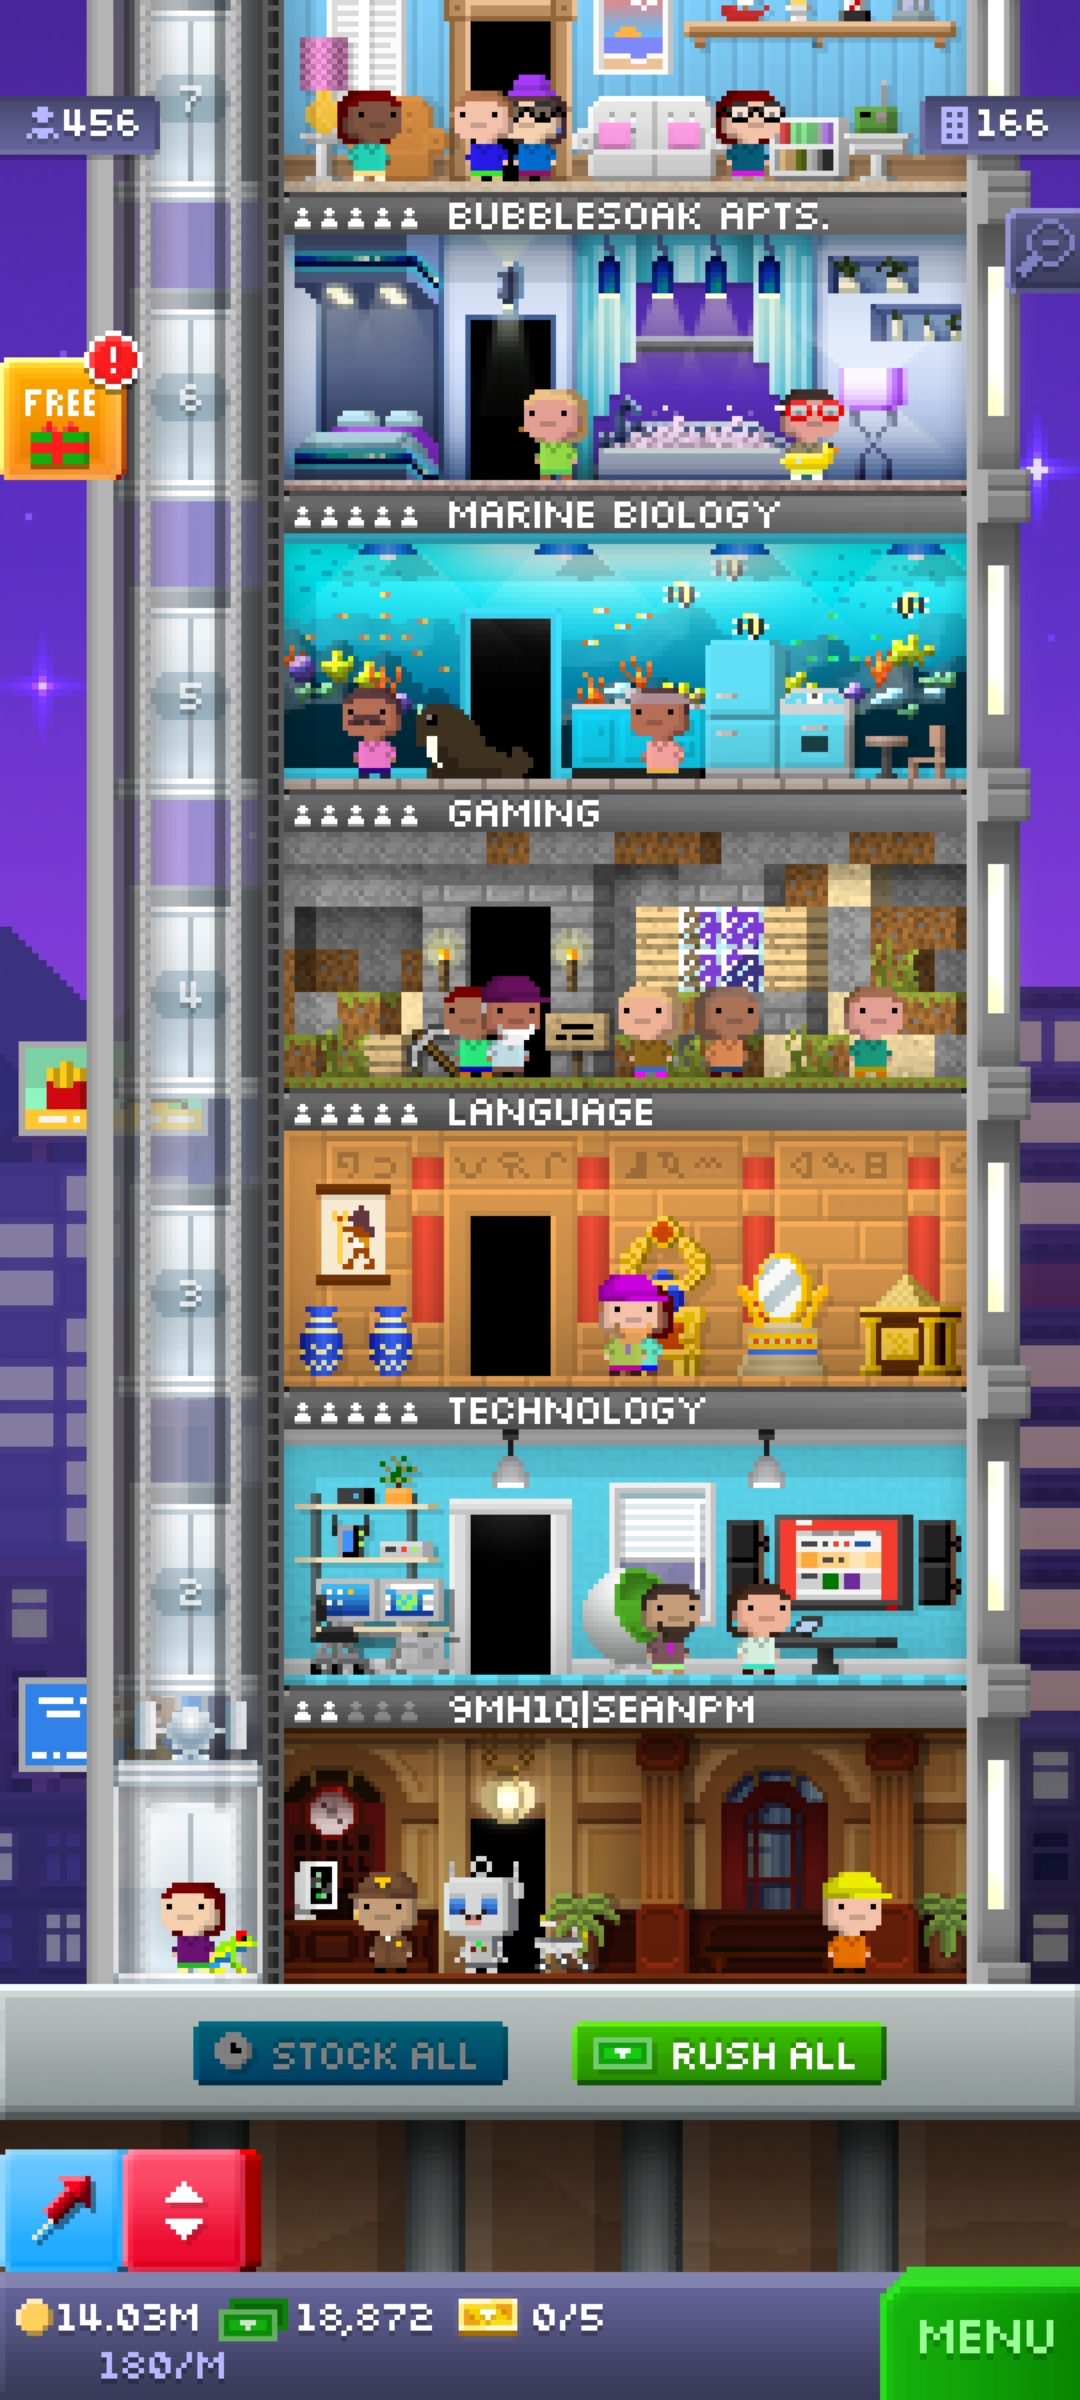 7
456
166
BUBBLESOAK APTS.
6
FREE
!
MARINE BIOLOGY
5
GAMING
4
LANGUAGE
3
TECHNOLOGY
2
9MH1Q|SEANPM
STOCK ALL
RUSH ALL
14.03M
18,872
0/5
180/M
MENU